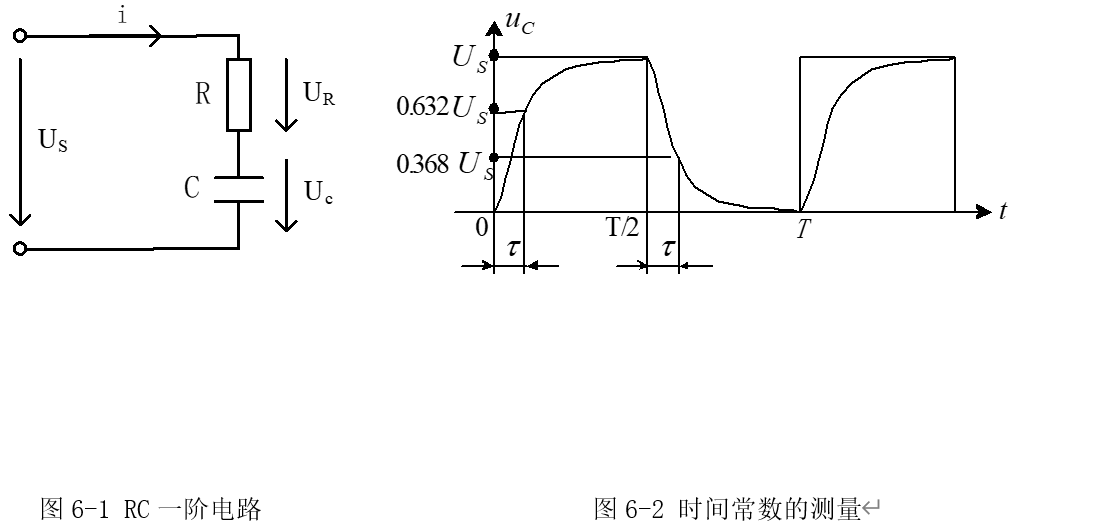 i
R
U_R
U_S
C
U_c
u_C
U_S
0.632U_S
0.368 U_S
0
T/2
T
t
τ
τ
图 6-1 RC 一阶电路
图 6-2 时间常数的测量↵